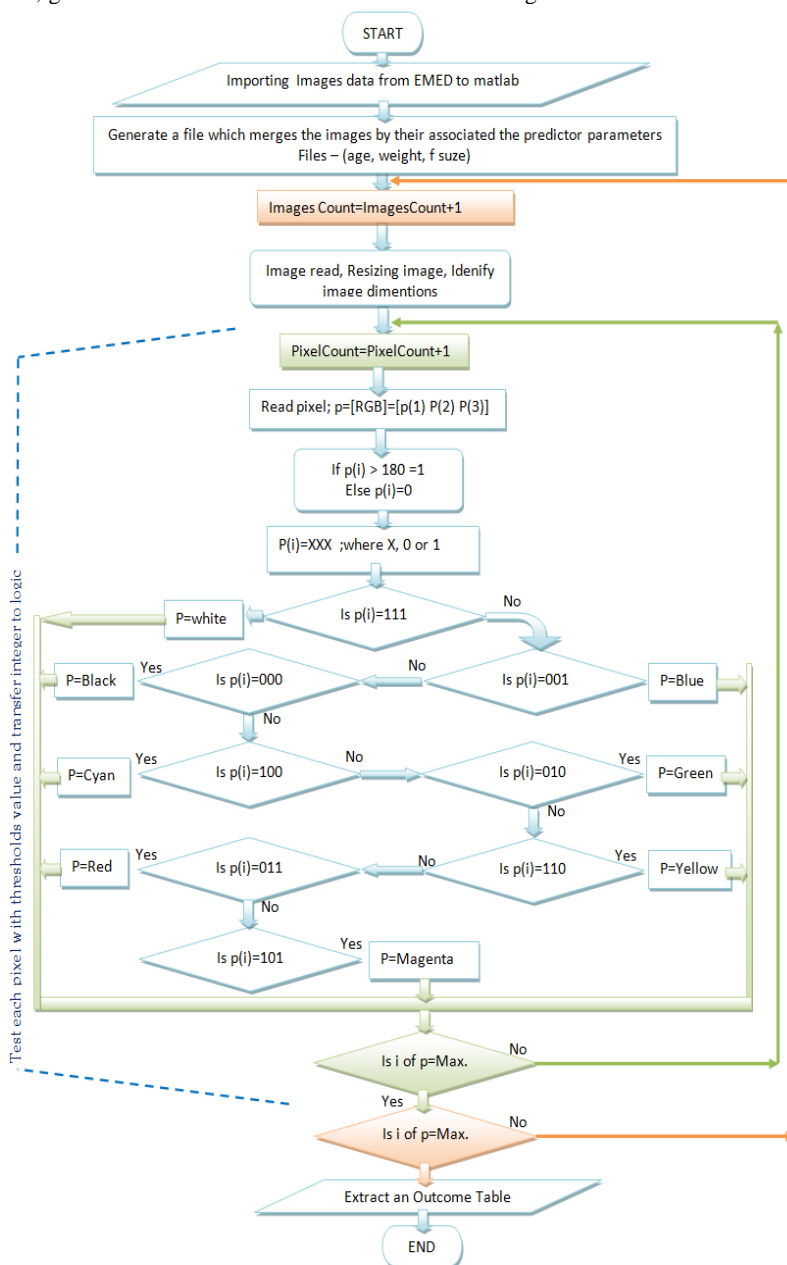 START
Importing Images data from EMED to matlab
Generate a file which merges the images by their associated the predictor parameters
Files – (age, weight, f suze)
Images Count=ImagesCount+1
Image read, Resizing image, Idenify
image dimentions
PixelCount=PixelCount+1
Read pixel; p=[RGB]=[p(1) P(2) P(3)]
If p(i) > 180 =1
Else p(i)=0
P(i)=XXX ;where X, 0 or 1
P=white
Is p(i)=111
No
P=Black
Yes
Is p(i)=000
No
Is p(i)=001
P=Blue
No
P=Cyan
Yes
Is p(i)=100
No
Is p(i)=010
Yes
P=Green
No
P=Red
Yes
Is p(i)=011
No
Is p(i)=110
Yes
P=Yellow
No
Is p(i)=101
Yes
P=Magenta
Is i of p=Max.
No
Yes
Is i of p=Max.
No
Extract an Outcome Table
END
Test each pixel with thresholds value and transfer integer to logic